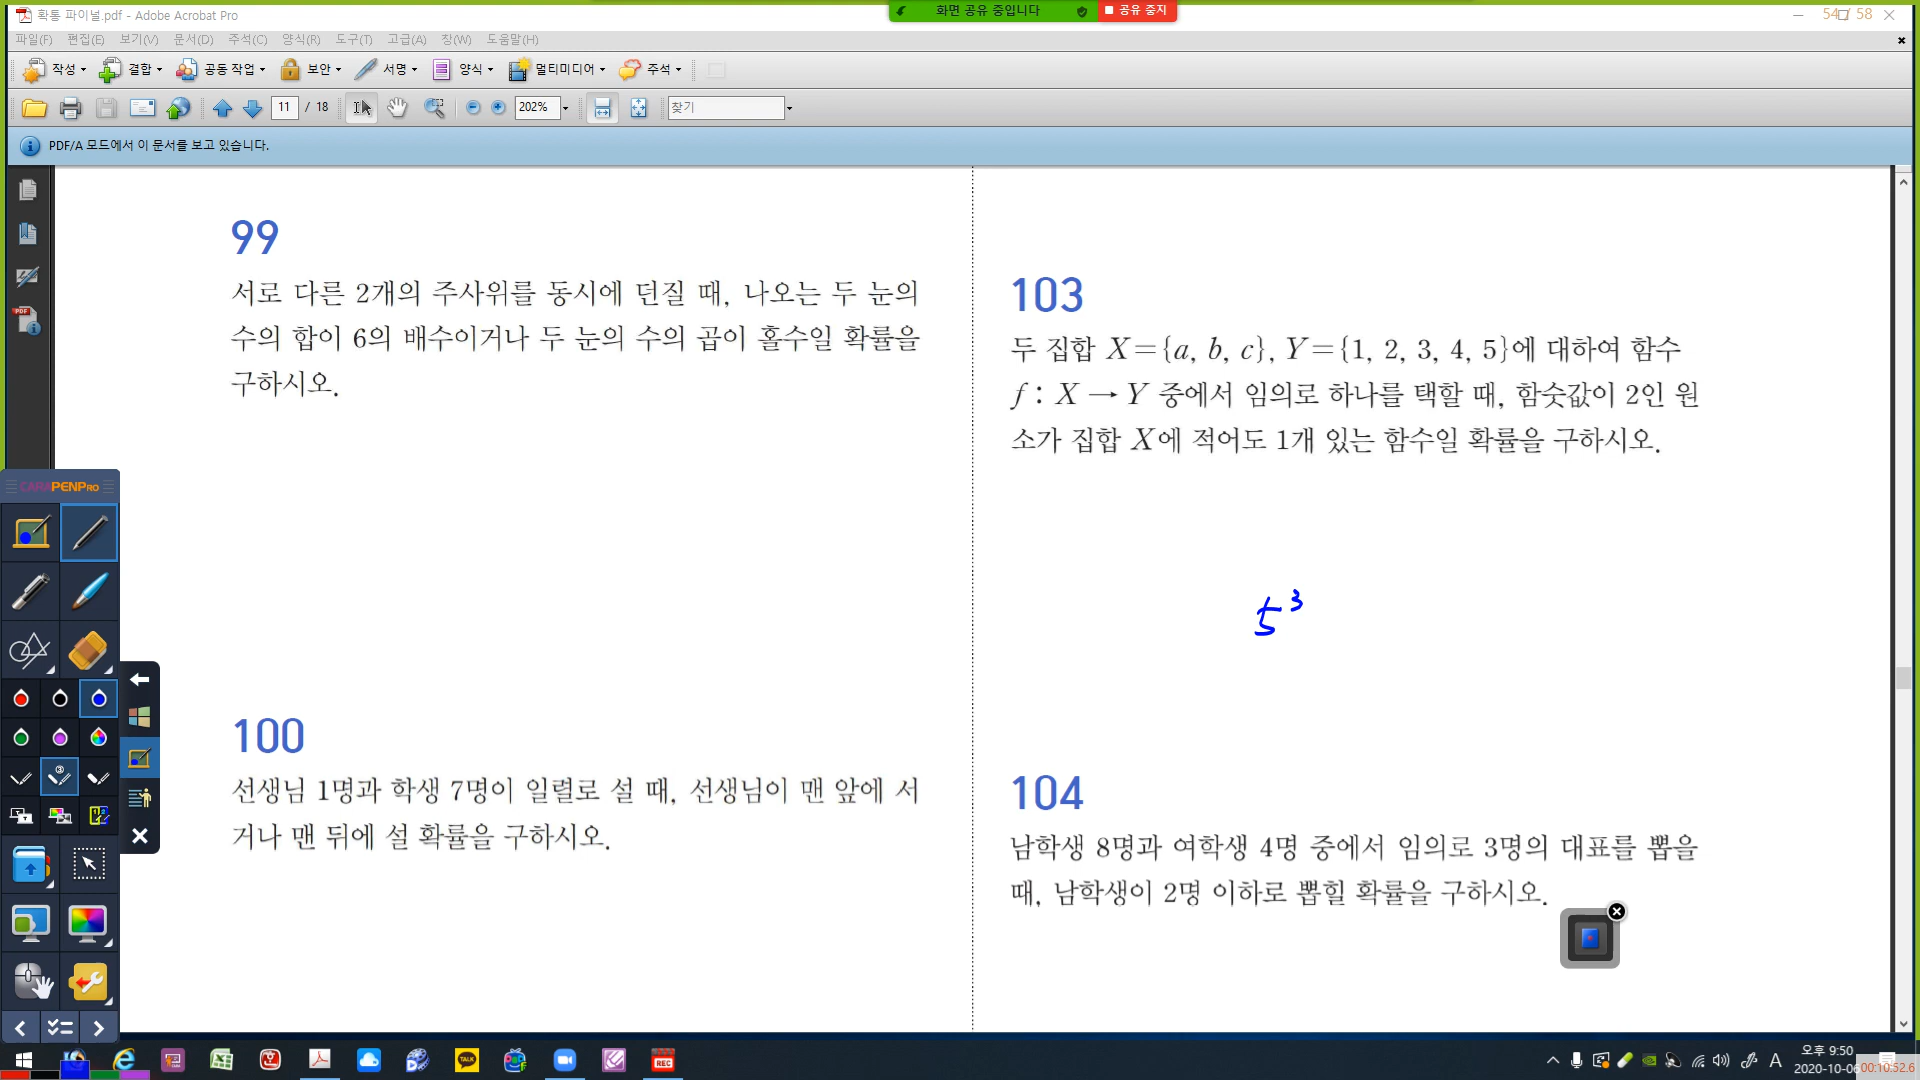 확통 파이널.pdf - Adobe Acrobat Pro
화면 공유 중입니다
공유 중지
54 / 58
파일(F) 편집(E) 보기(V) 문서(D) 주석(C) 양식(R) 도구(T) 고급(A) 창(W) 도움말(H)
작성 결합 공동 작업 보안 서명 양식 멀티미디어 주석
11 / 18 202% 찾기
PDF/A 모드에서 이 문서를 보고 있습니다.
99
서로 다른 2개의 주사위를 동시에 던질 때, 나오는 두 눈의
수의 합이 6의 배수이거나 두 눈의 수의 곱이 홀수일 확률을
구하시오.
100
선생님 1명과 학생 7명이 일렬로 설 때, 선생님이 맨 앞에 서
거나 맨 뒤에 설 확률을 구하시오.
103
두 집합 X={a, b, c}, Y={1, 2, 3, 4, 5}에 대하여 함수
f : X → Y 중에서 임의로 하나를 택할 때, 함숫값이 2인 원
소가 집합 X에 적어도 1개 있는 함수일 확률을 구하시오.
5³
104
남학생 8명과 여학생 4명 중에서 임의로 3명의 대표를 뽑을
때, 남학생이 2명 이하로 뽑힐 확률을 구하시오.
CARAPENPRO
PDF
③
TALK
REC
A
오후 9:50
2020-10-06
00:10:52.6